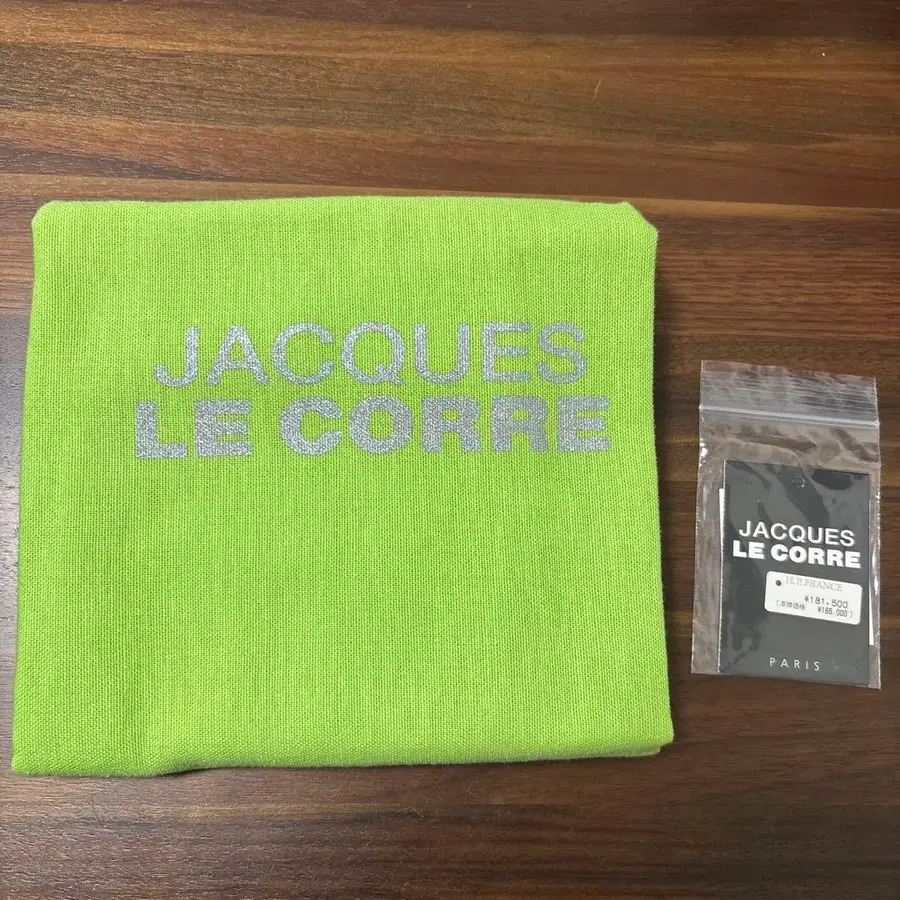 JACQUES
LE CORRE
JACQUES
LE CORRE
H.P.FRANCE
¥181,500
(本体価格 ¥165,000)
PARIS